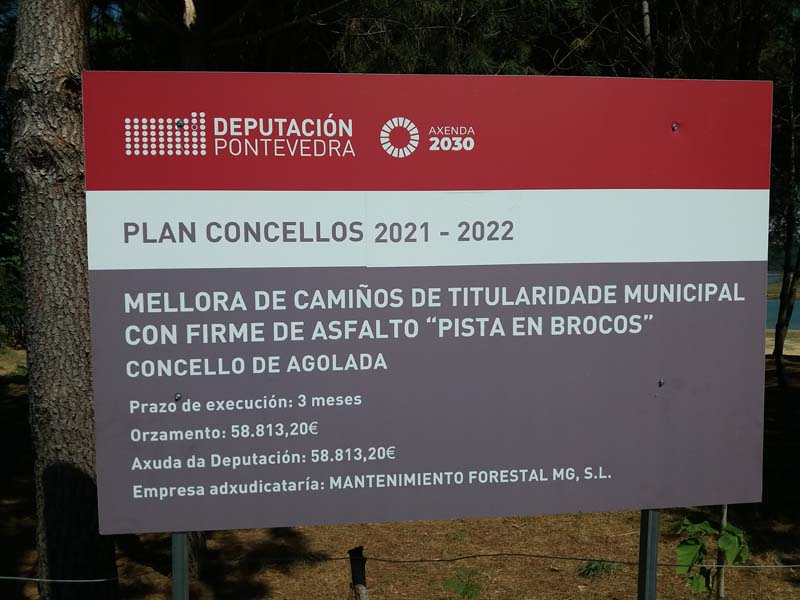 DEPUTACIÓN
PONTEVEDRA
AXENDA
2030
PLAN CONCELLOS 2021 - 2022
MELLORA DE CAMIÑOS DE TITULARIDADE MUNICIPAL
CON FIRME DE ASFALTO “PISTA EN BROCOS”
CONCELLO DE AGOLADA
Prazo de execución: 3 meses
Orzamento: 58.813,20€
Axuda da Deputación: 58.813,20€
Empresa adxudicataría: MANTENIMIENTO FORESTAL MG, S.L.